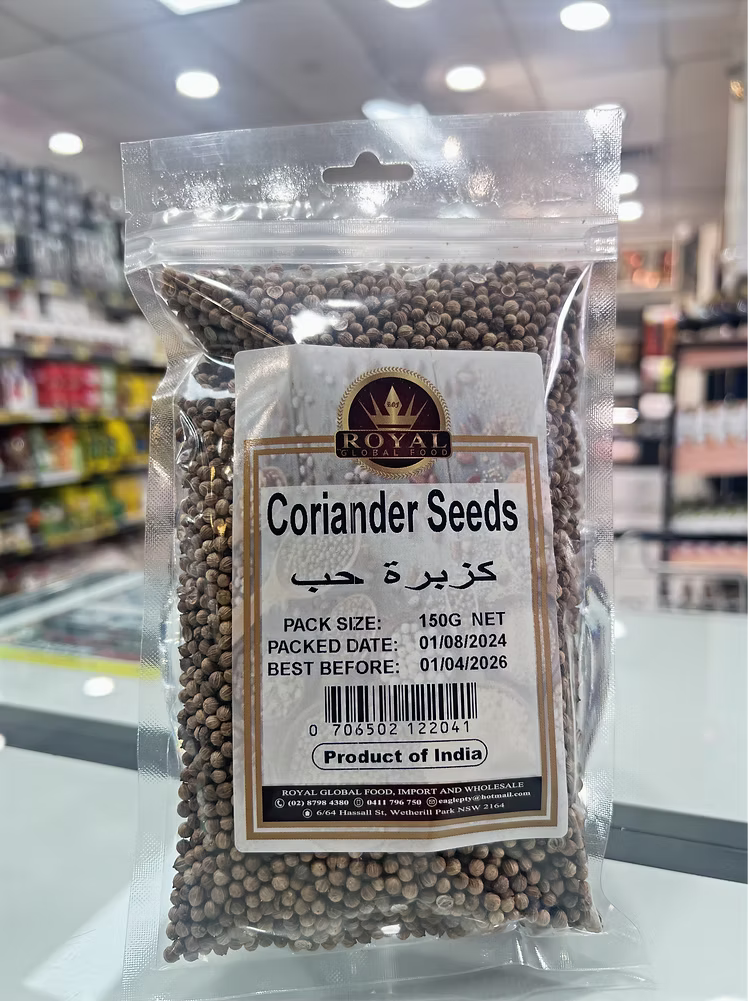 ROYAL
GLOBAL FOOD
Coriander Seeds
كزبرة حب
PACK SIZE: 150G NET
PACKED DATE: 01/08/2024
BEST BEFORE: 01/04/2026
0 706502 122041
Product of India
ROYAL GLOBAL FOOD, IMPORT AND WHOLESALE
(02) 8798 4380 0411 796 750 eaglepty@hotmail.com
6/64 Hassall St, Wetherill Park NSW 2164